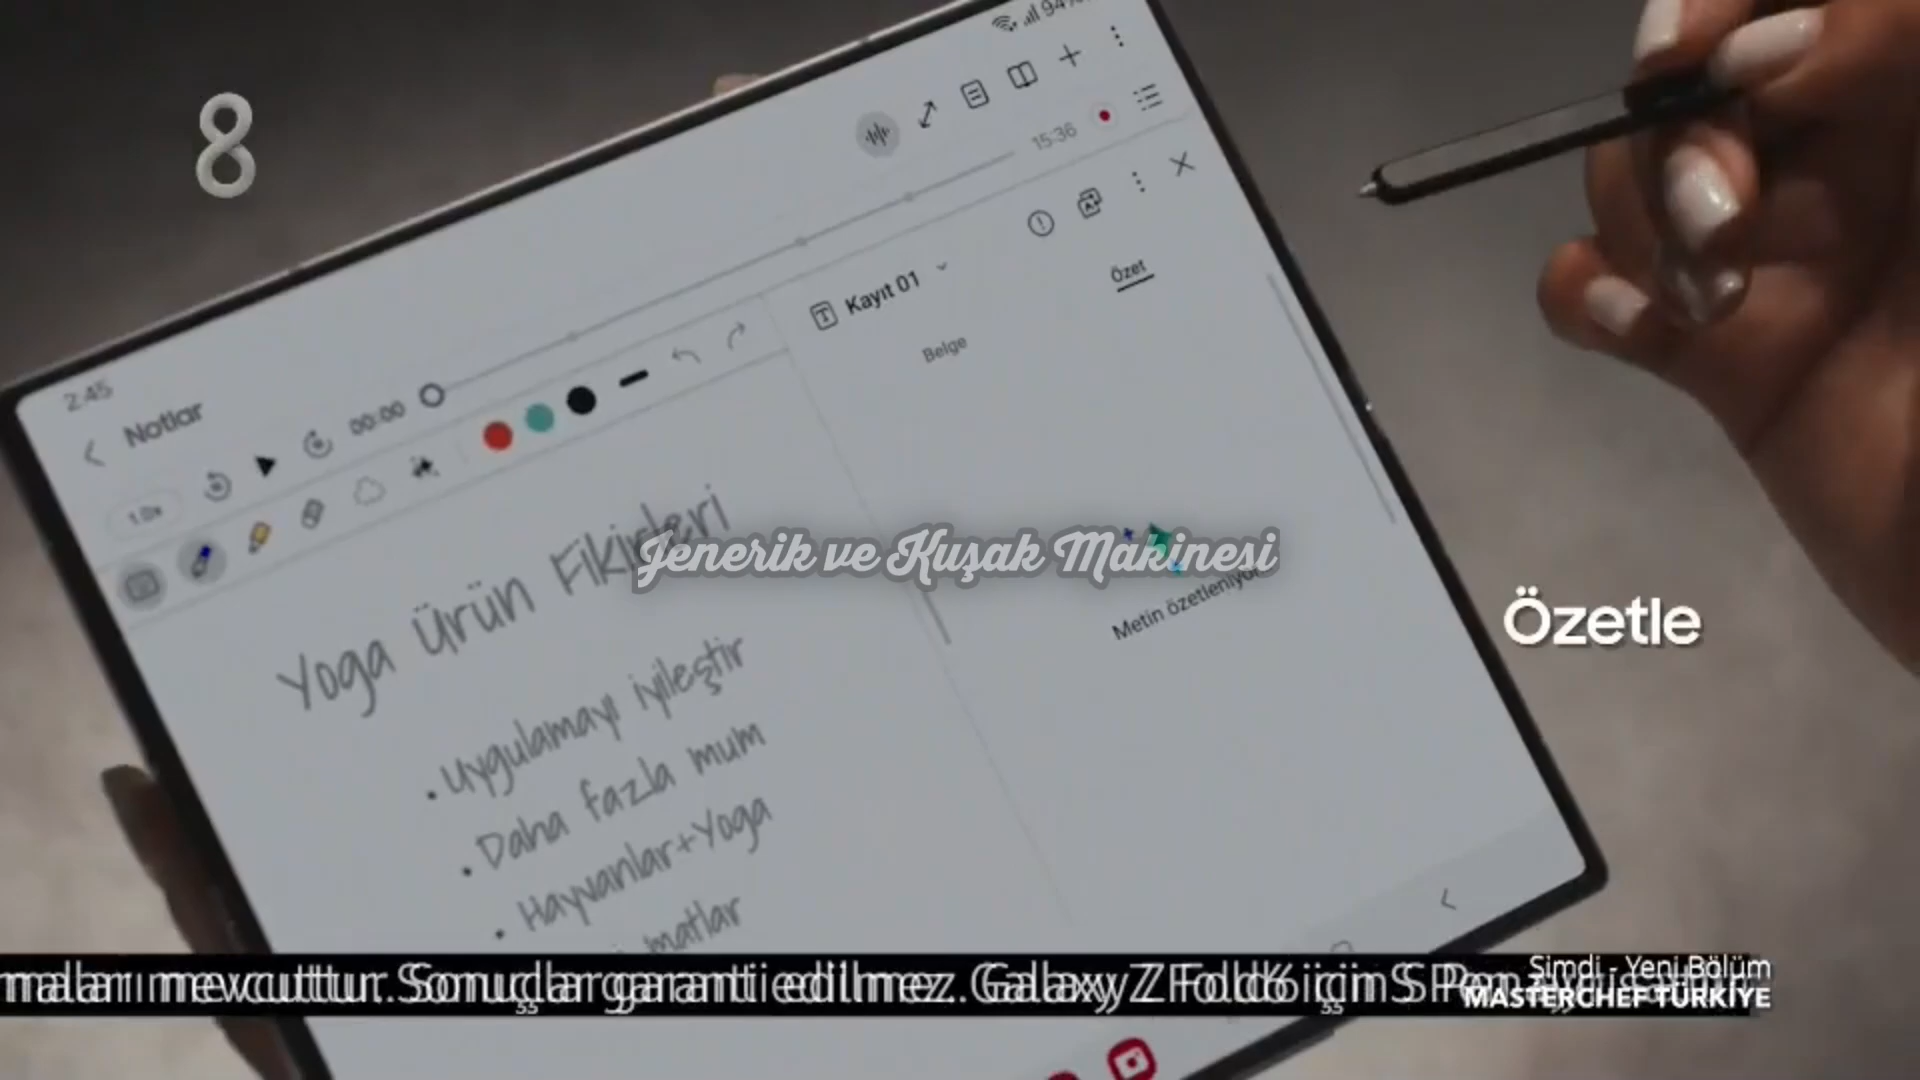 94%
8
15:36
Kayıt 01
Özet
Belge
2:45
Notlar
00:00
1.0x
Yoga Ürün Fikirleri
Jenerik ve Kuşak Makinesi
Metin özetleniyor
Özetle
• Uygulamayı iyileştir
• Daha fazla mum
• Hayvanlar+Yoga
matlar
maları mevcuttur. Sonuçlar garanti edilmez. Galaxy Z Fold6 için S Pen
Şimdi - Yeni Bölüm
MASTERCHEF TÜRKİYE